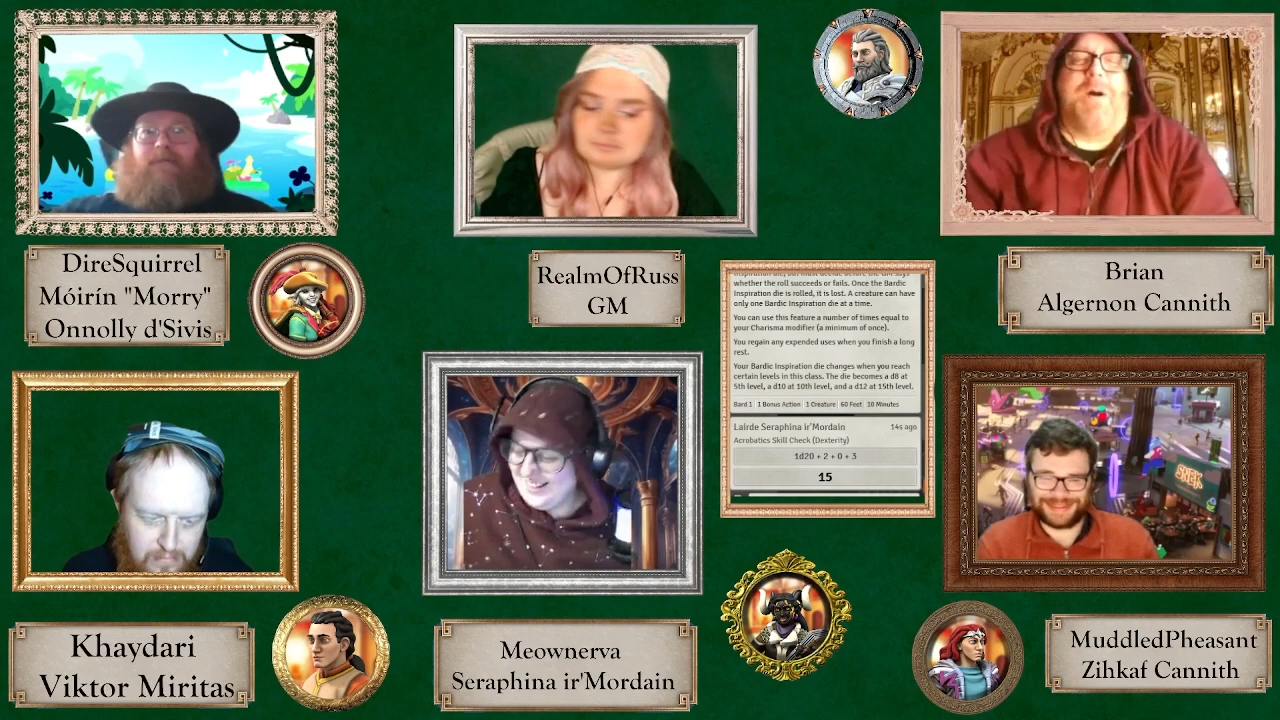 DireSquirrel
Móirín "Morry"
Onnolly d'Sivis
RealmOfRuss
GM
Brian
Algernon Cannith
whether the roll succeeds or fails. Once the Bardic
Inspiration die is rolled, it is lost. A creature can have
only one Bardic Inspiration die at a time.
You can use this feature a number of times equal to
your Charisma modifier (a minimum of once).
You regain any expended uses when you finish a long
rest.
Your Bardic Inspiration die changes when you reach
certain levels in this class. The die becomes a d8 at
5th level, a d10 at 10th level, and a d12 at 15th level.
Bard 1 1 Bonus Action 1 Creature 60 Feet 10 Minutes
Lairde Seraphina ir'Mordain 14s ago
Acrobatics Skill Check (Dexterity)
1d20 + 2 + 0 + 3
15
Khaydari
Viktor Miritas
Meownerva
Seraphina ir'Mordain
MuddledPheasant
Zihkaf Cannith